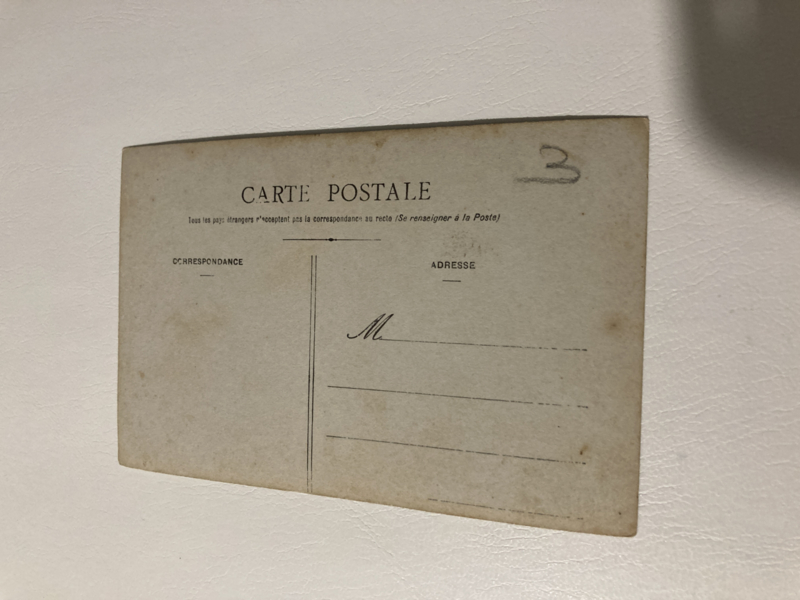 3
CARTE POSTALE
Tous les pays étrangers n'acceptent pas la correspondance au recto (Se renseigner à la Poste)
CORRESPONDANCE
ADRESSE
M